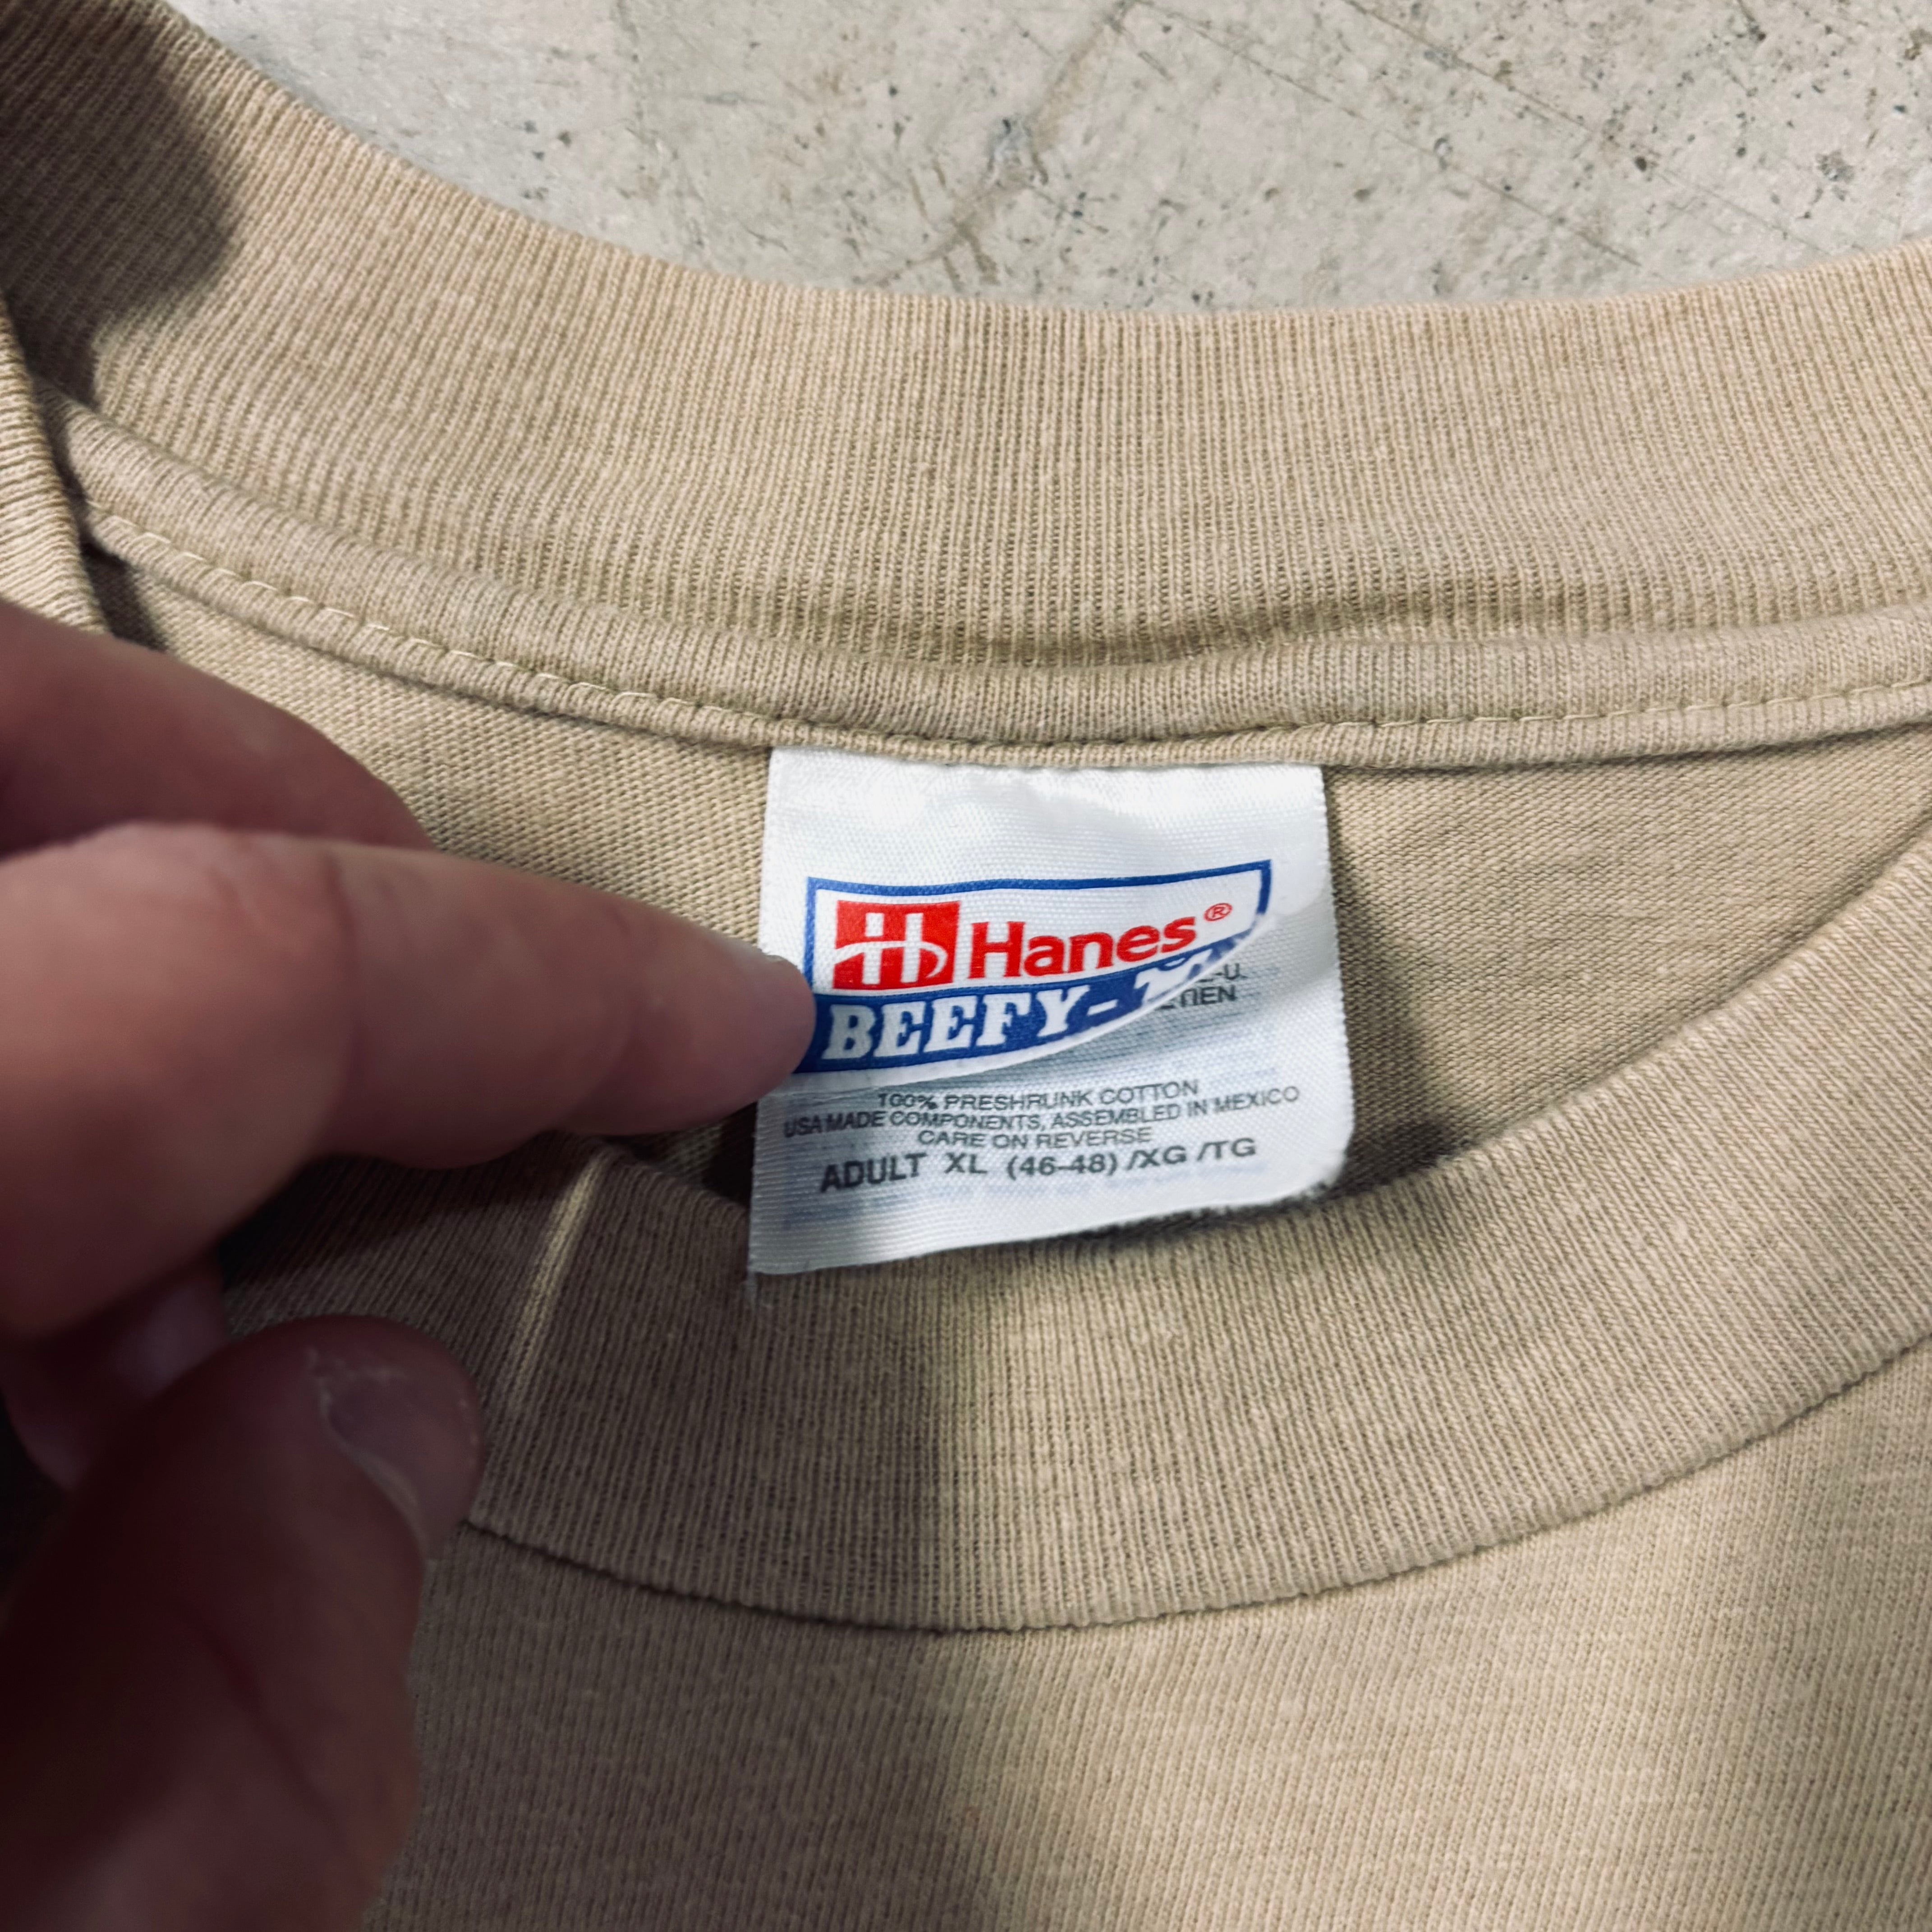 Hanes®
BEEFY-T
100% PRESHRUNK COTTON
USA MADE COMPONENTS, ASSEMBLED IN MEXICO
CARE ON REVERSE
ADULT XL (46-48) /XG /TG